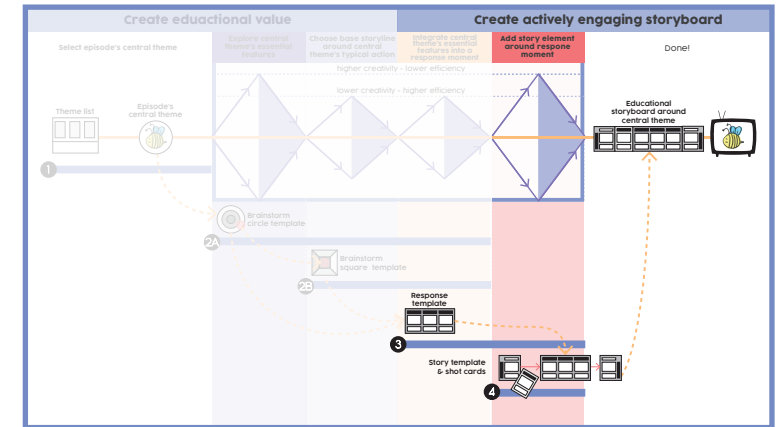 Create eduactional value
Create actively engaging storyboard
Select episode's central theme
Explore central
theme's essential
features
Choose base storyline
around central
theme's typical action
Integrate central
theme's essential
features into a
response moment
Add story element
around respone
moment
Done!
higher creativity - lower efficiency
lower creativity - higher efficiency
Theme list
Episode's
central theme
Educational
storyboard around
central theme
1
Brainstorm
circle template
2A
Brainstorm
square template
2B
Response
template
3
Story template
& shot cards
4